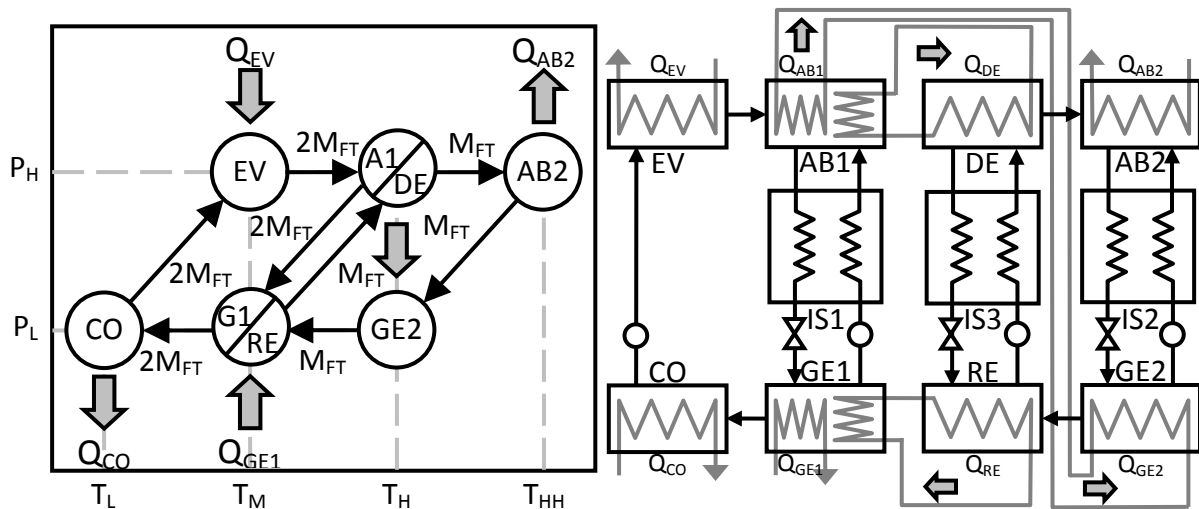 Q_EV
Q_AB2
P_H
EV
2M_FT
A1
DE
M_FT
AB2
2M_FT
M_FT
2M_FT
M_FT
P_L
CO
G1
RE
GE2
2M_FT
M_FT
Q_CO
Q_GE1
T_L
T_M
T_H
T_HH
Q_EV
Q_AB1
Q_DE
Q_AB2
EV
AB1
DE
AB2
IS1
IS3
IS2
CO
GE1
RE
GE2
Q_CO
Q_GE1
Q_RE
Q_GE2